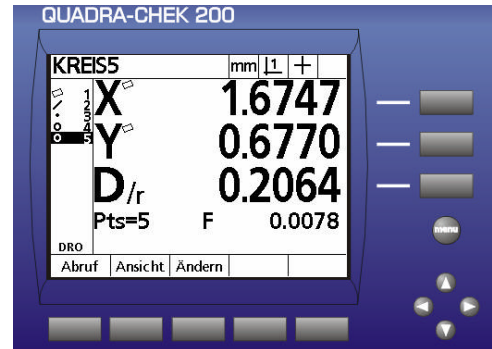 QUADRA-CHEK 200
KREIS5 mm 1
1 X 1.6747
2
3
4 Y 0.6770
5
D/r 0.2064
Pts=5 F 0.0078
DRO
Abruf Ansicht Ändern
menu